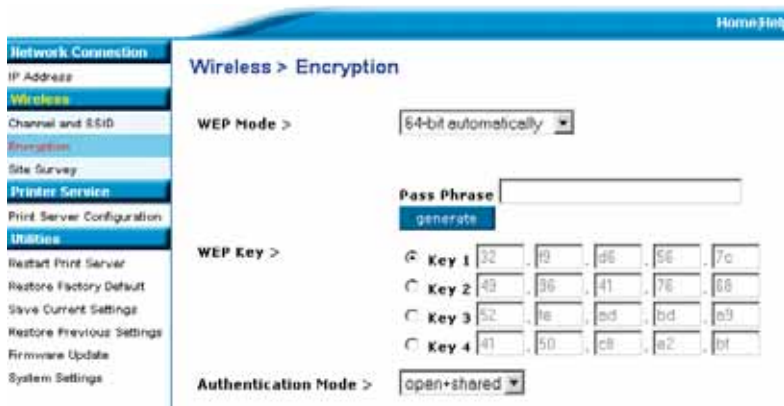 Home|Help
Network Connection
IP Address
Wireless
Channel and SSID
Encryption
Site Survey
Printer Service
Print Server Configuration
Utilities
Restart Print Server
Restore Factory Default
Save Current Settings
Restore Previous Settings
Firmware Update
System Settings
Wireless > Encryption
WEP Mode > 64-bit automatically
Pass Phrase
generate
WEP Key > Key 1 32 . f9 . d6 . 56 . 7c
Key 2 49 . 96 . 41 . 76 . 68
Key 3 52 . fe . ad . bd . a9
Key 4 41 . 50 . c8 . e2 . bf
Authentication Mode > open+shared